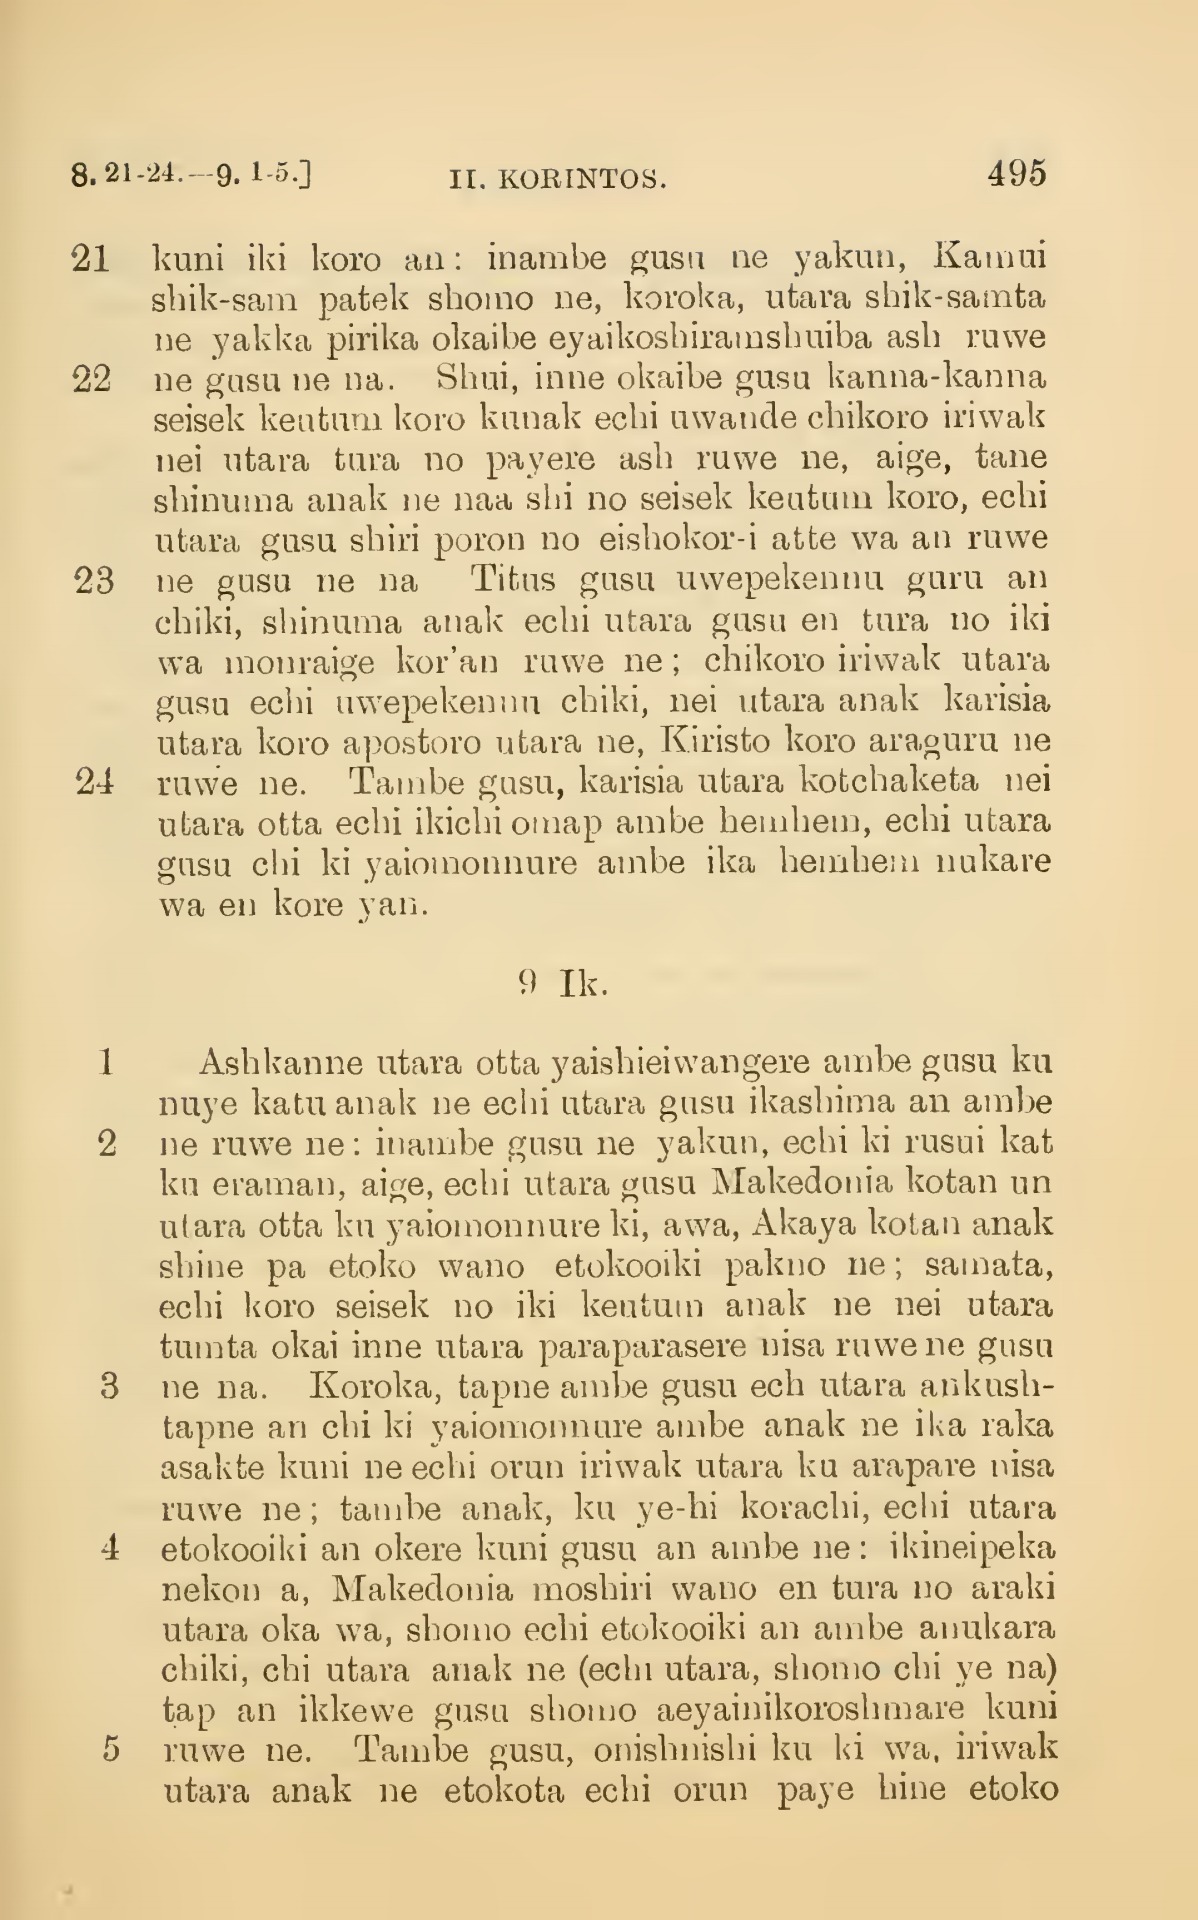 8. 21-24.—9. 1-5.] II. KORINTOS. 495
21 kuni iki koro an: inambe gusu ne yakun, Kamui
shik-sam patek shomo ne, koroka, utara shik-samta
ne yakka pirika okaibe eyaikoshiramshuiba ash ruwe
22 ne gusu ne na. Shui, inne okaibe gusu kanna-kanna
seisek keutum koro kunak echi uwande chikoro iriwak
nei utara tura no payere ash ruwe ne, aige, tane
shinuma anak ne naa shi no seisek keutum koro, echi
utara gusu shiri poron no eishokor-i atte wa an ruwe
23 ne gusu ne na Titus gusu uwepekennu guru an
chiki, shinuma anak echi utara gusu en tura no iki
wa monraige kor'an ruwe ne; chikoro iriwak utara
gusu echi uwepekennu chiki, nei utara anak karisia
utara koro apostoro utara ne, Kiristo koro araguru ne
24 ruwe ne. Tambe gusu, karisia utara kotchaketa nei
utara otta echi ikichi omap ambe hemhem, echi utara
gusu chi ki yaiomonnure ambe ika hemhem nukare
wa en kore yan.
9 Ik.
1 Ashkanne utara otta yaishieiwangere ambe gusu ku
nuye katu anak ne echi utara gusu ikashima an ambe
2 ne ruwe ne: inambe gusu ne yakun, echi ki rusui kat
ku eraman, aige, echi utara gusu Makedonia kotan un
utara otta ku yaiomonnure ki, awa, Akaya kotan anak
shine pa etoko wano etokooiki pakno ne; samata,
echi koro seisek no iki keutum anak ne nei utara
tumta okai inne utara paraparasere nisa ruwe ne gusu
3 ne na. Koroka, tapne ambe gusu ech utara ankush-
tapne an chi ki yaiomonnure ambe anak ne ika raka
asakte kuni ne echi orun iriwak utara ku arapare nisa
ruwe ne; tambe anak, ku ye-hi korachi, echi utara
4 etokooiki an okere kuni gusu an ambe ne: ikineipeka
nekon a, Makedonia moshiri wano en tura no araki
utara oka wa, shomo echi etokooiki an ambe anukara
chiki, chi utara anak ne (echi utara, shomo chi ye na)
tap an ikkewe gusu shomo aeyainikoroshmare kuni
5 ruwe ne. Tambe gusu, onishnishi ku ki wa, iriwak
utara anak ne etokota echi orun paye hine etoko